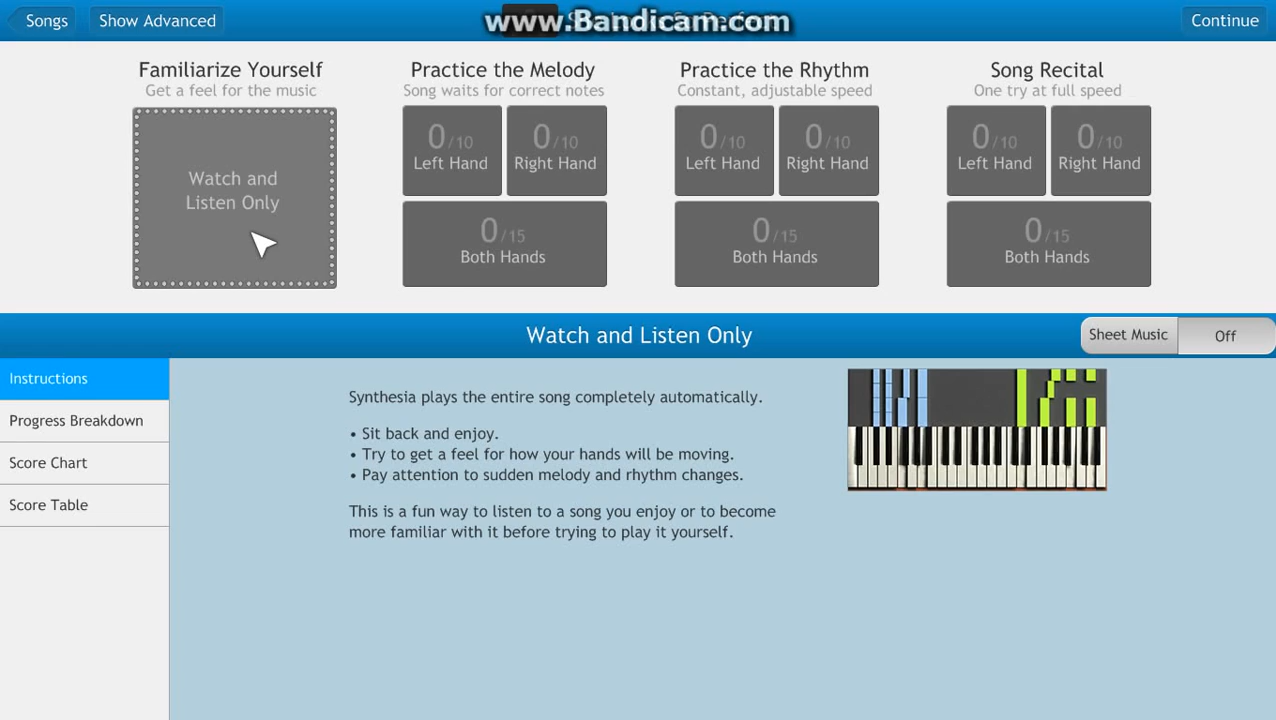 Songs
Show Advanced
www.Bandicam.com
Continue
Familiarize Yourself
Get a feel for the music
Watch and
Listen Only
Practice the Melody
Song waits for correct notes
0/10
Left Hand
0/10
Right Hand
0/15
Both Hands
Practice the Rhythm
Constant, adjustable speed
0/10
Left Hand
0/10
Right Hand
0/15
Both Hands
Song Recital
One try at full speed
0/10
Left Hand
0/10
Right Hand
0/15
Both Hands
Watch and Listen Only
Sheet Music
Off
Instructions
Progress Breakdown
Score Chart
Score Table
Synthesia plays the entire song completely automatically.
• Sit back and enjoy.
• Try to get a feel for how your hands will be moving.
• Pay attention to sudden melody and rhythm changes.
This is a fun way to listen to a song you enjoy or to become
more familiar with it before trying to play it yourself.